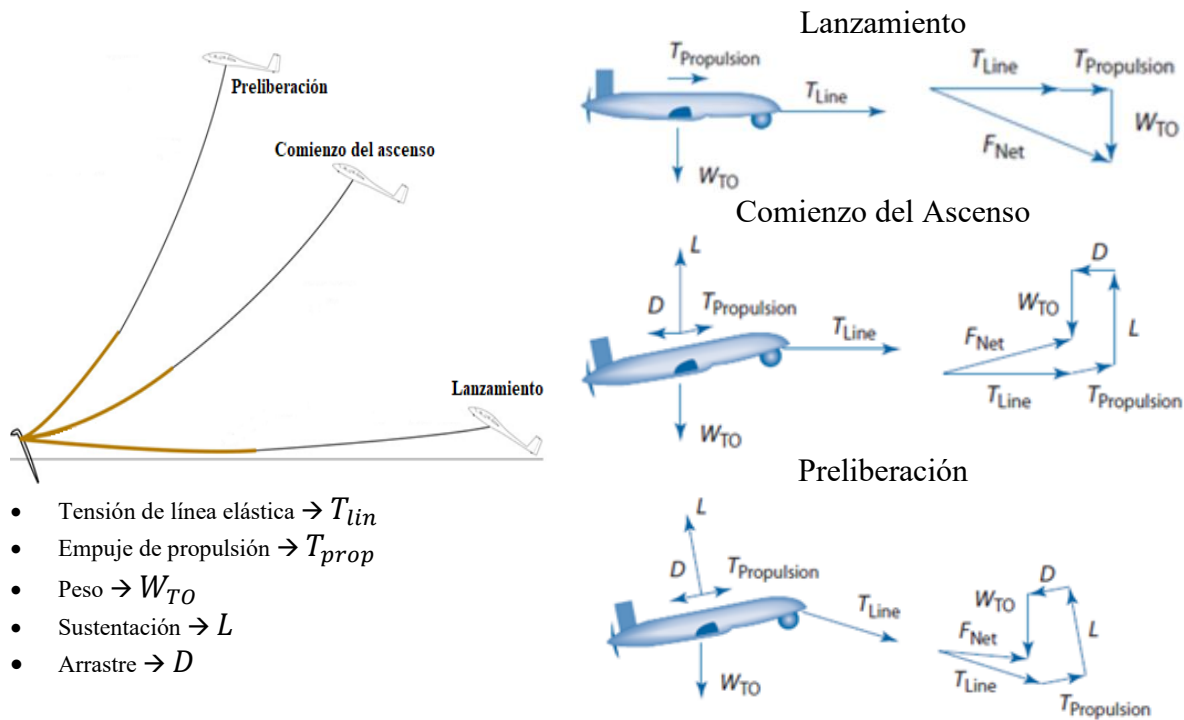 Preliberación
Comienzo del ascenso
Lanzamiento
• Tensión de línea elástica → T_lin
• Empuje de propulsión → T_prop
• Peso → W_TO
• Sustentación → L
• Arrastre → D
Lanzamiento
T_Propulsion
T_Line
W_TO
T_Line T_Propulsion
W_TO
F_Net
Comienzo del Ascenso
L
D T_Propulsion
T_Line
W_TO
D
W_TO
F_Net L
T_Line T_Propulsion
Preliberación
L
D T_Propulsion
T_Line
W_TO
D
W_TO
F_Net L
T_Line
T_Propulsion